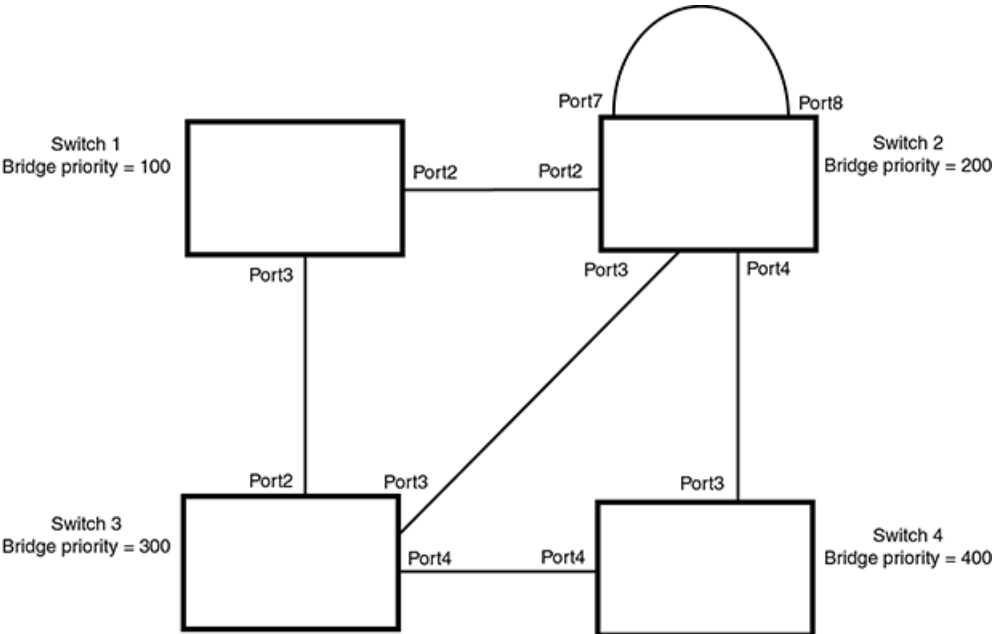 Port7
Port8
Switch 1
Bridge priority = 100
Port2
Port2
Switch 2
Bridge priority = 200
Port3
Port3
Port4
Port2
Port3
Port3
Switch 3
Bridge priority = 300
Port4
Port4
Switch 4
Bridge priority = 400